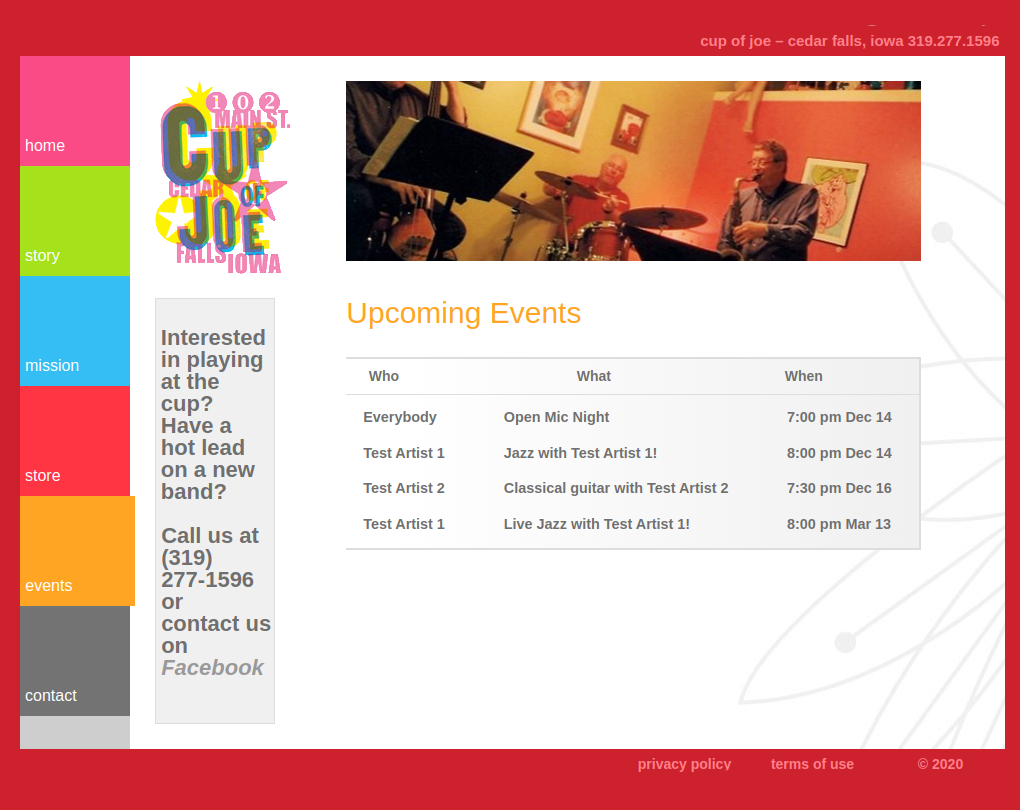 cup of joe – cedar falls, iowa 319.277.1596
home
story
mission
store
events
contact
102
MAIN ST.
CUP
CEDAR
OF
JOE
FALLS
IOWA
Interested
in playing
at the
cup?
Have a
hot lead
on a new
band?
Call us at
(319)
277-1596
or
contact us
on
Facebook
Upcoming Events
Who What When
Everybody Open Mic Night 7:00 pm Dec 14
Test Artist 1 Jazz with Test Artist 1! 8:00 pm Dec 14
Test Artist 2 Classical guitar with Test Artist 2 7:30 pm Dec 16
Test Artist 1 Live Jazz with Test Artist 1! 8:00 pm Mar 13
privacy policy terms of use © 2020